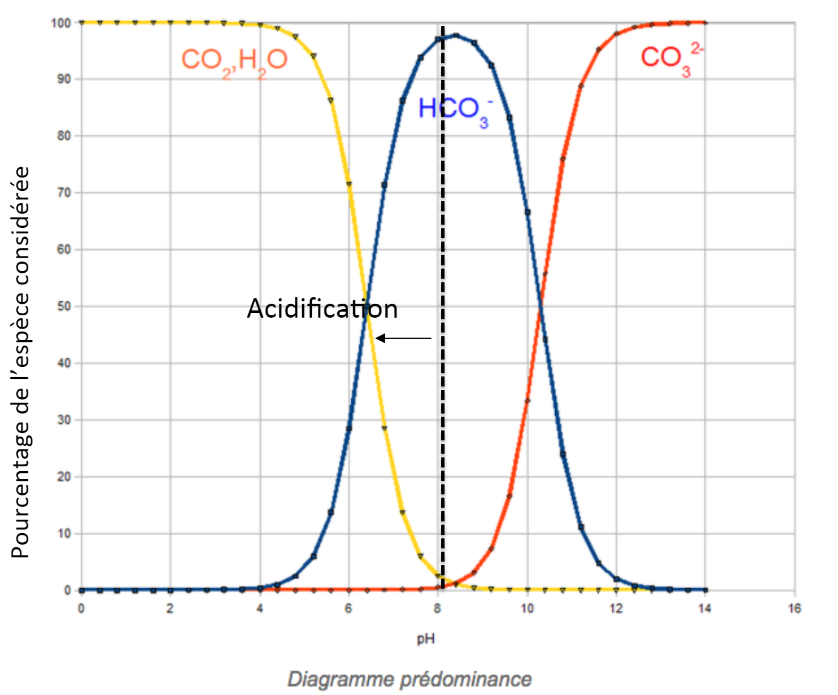 100
90
80
70
60
50
40
30
20
10
0
CO2,H2O
HCO3-
CO3 2-
Acidification
Pourcentage de l'espèce considérée
0 2 4 6 8 10 12 14 16
pH
Diagramme prédominance